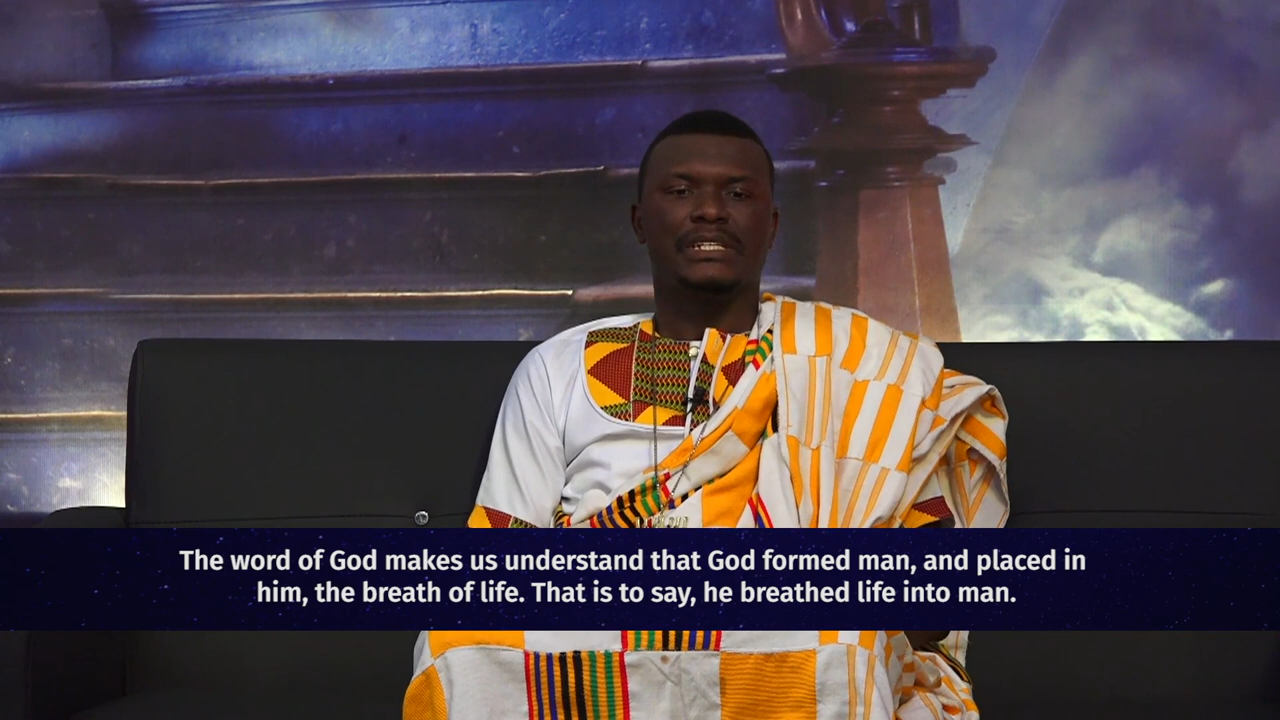 The word of God makes us understand that God formed man, and placed in
him, the breath of life. That is to say, he breathed life into man.